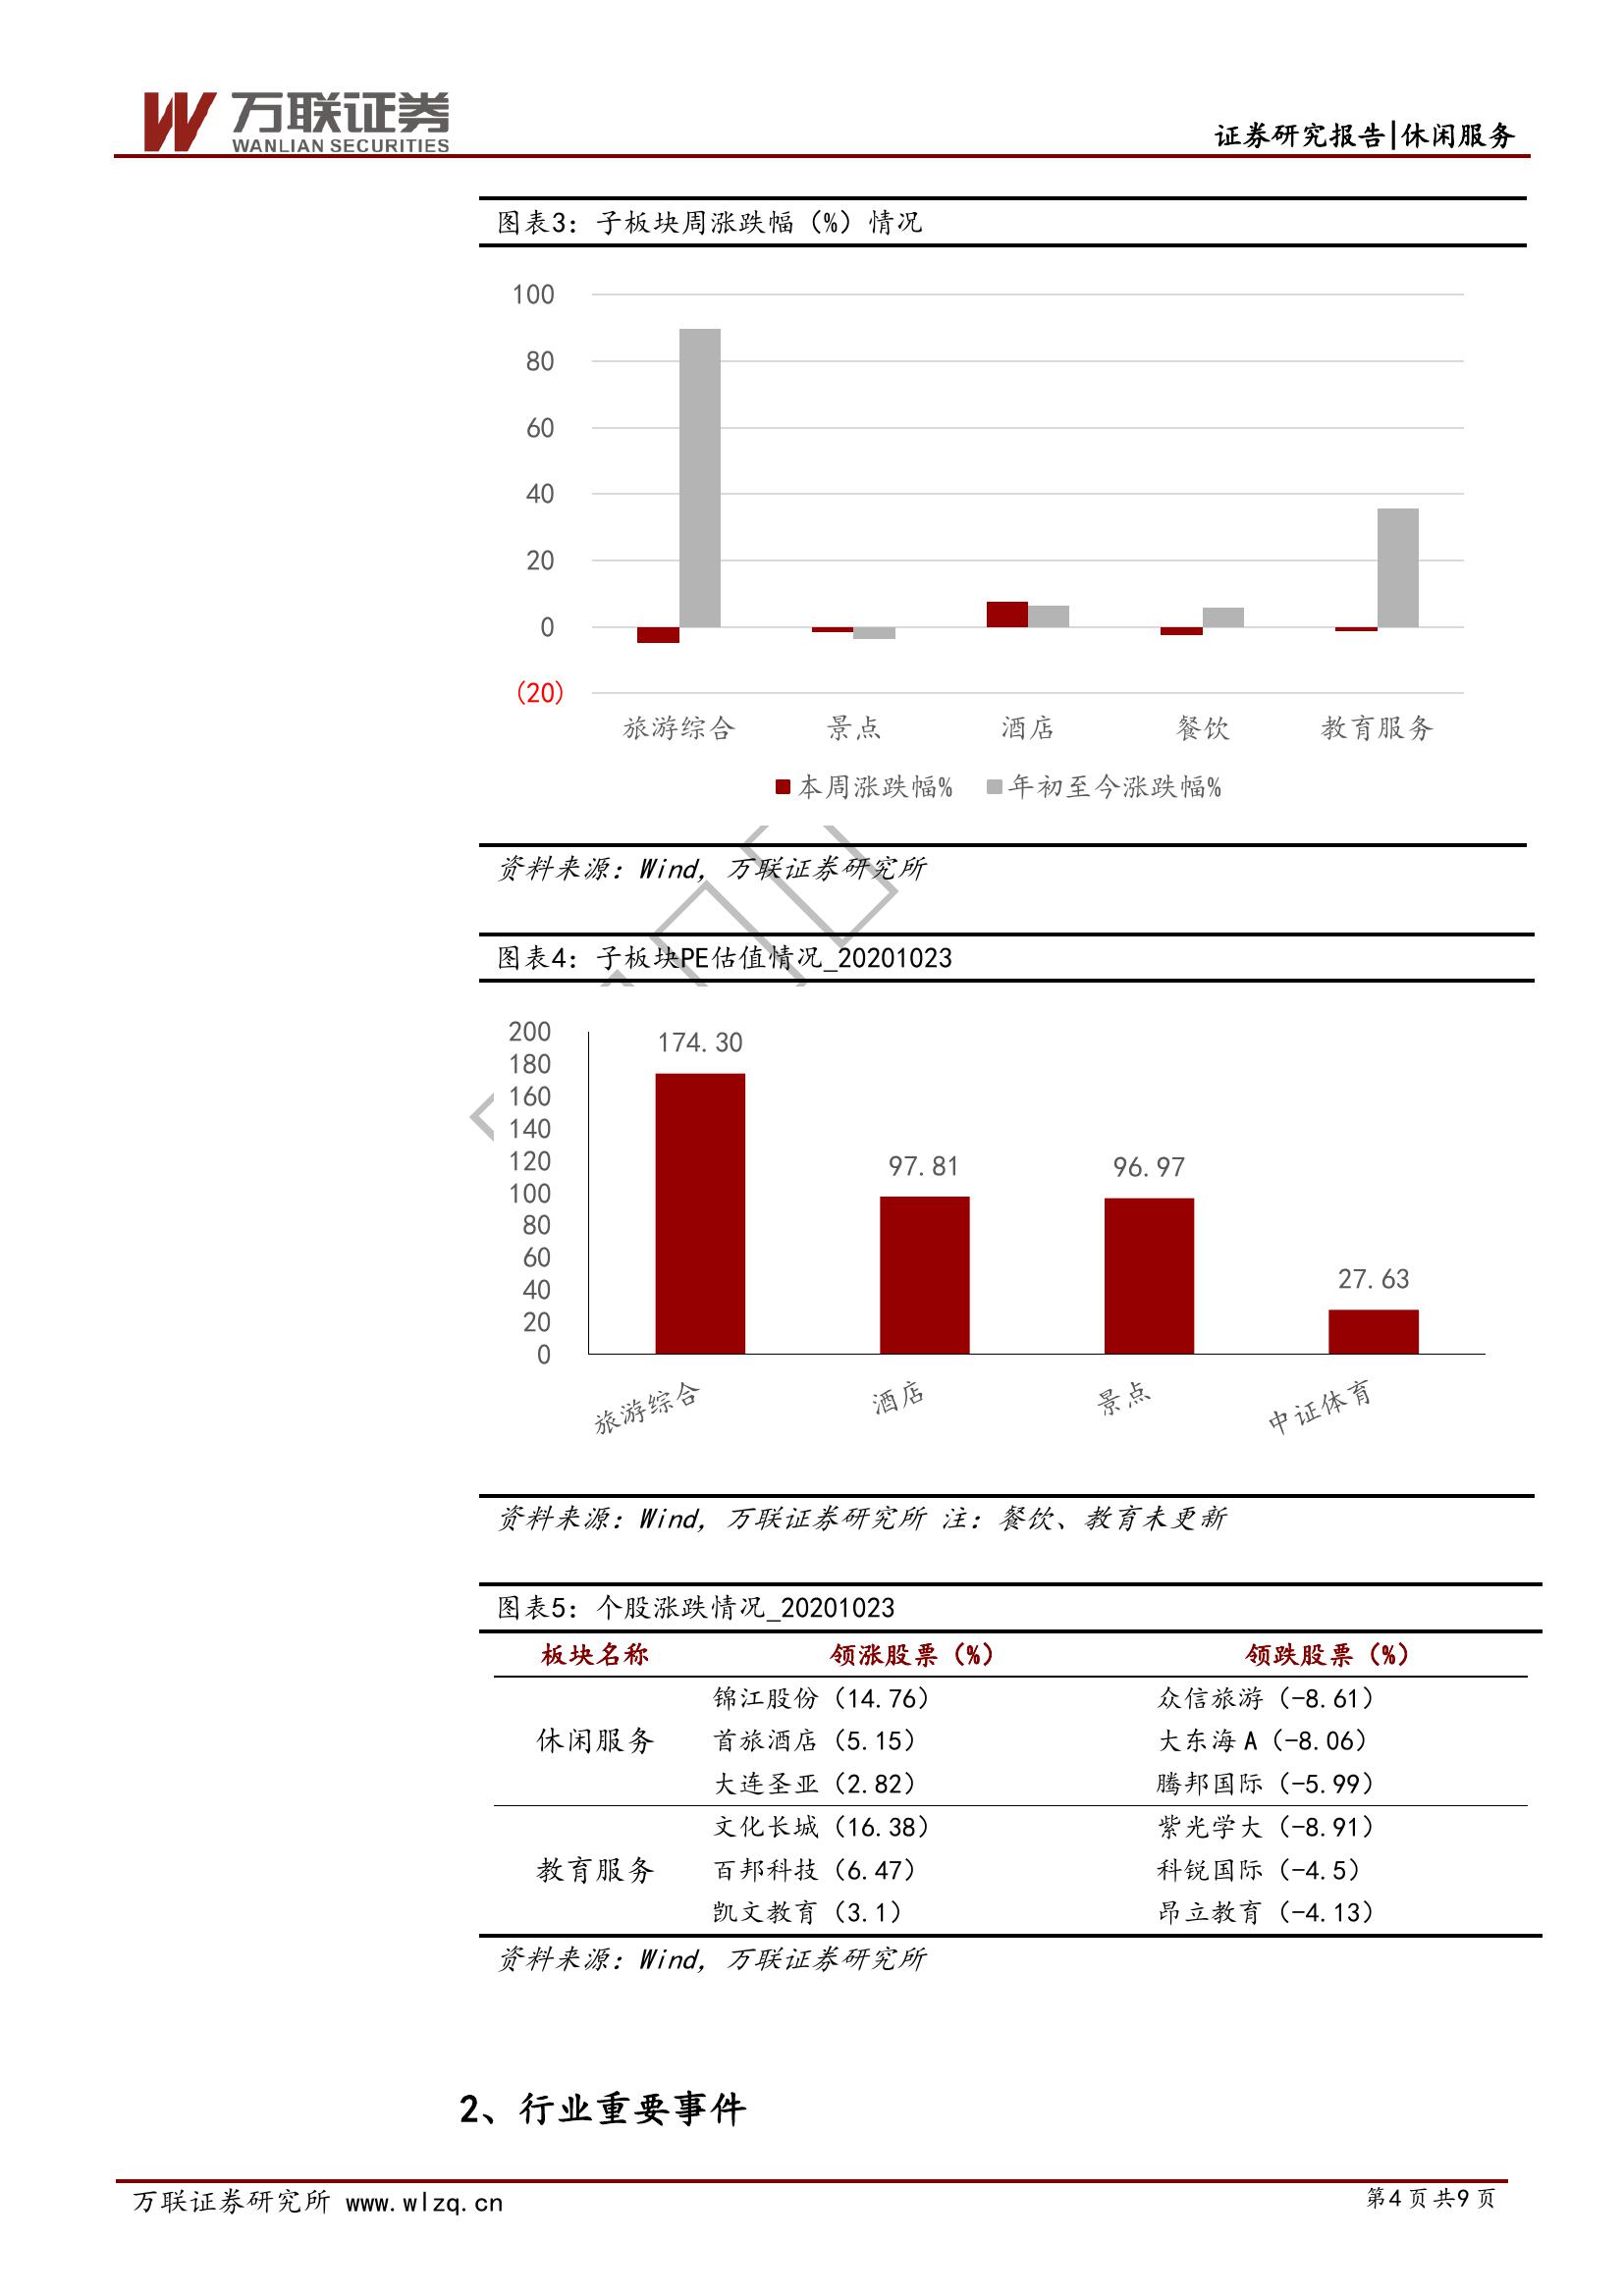 万联证券
WANLIAN SECURITIES
证券研究报告|休闲服务
图表3：子板块周涨跌幅（%）情况
100
80
60
40
20
0
(20)
旅游综合 景点 酒店 餐饮 教育服务
本周涨跌幅% 年初至今涨跌幅%
资料来源：Wind，万联证券研究所
图表4：子板块PE估值情况_20201023
200
180
160
140
120
100
80
60
40
20
0
174.30
97.81
96.97
27.63
旅游综合 酒店 景点 中证体育
资料来源：Wind，万联证券研究所 注：餐饮、教育未更新
图表5：个股涨跌情况_20201023
板块名称 领涨股票（%） 领跌股票（%）
锦江股份（14.76） 众信旅游（-8.61）
休闲服务 首旅酒店（5.15） 大东海 A（-8.06）
大连圣亚（2.82） 腾邦国际（-5.99）
文化长城（16.38） 紫光学大（-8.91）
教育服务 百邦科技（6.47） 科锐国际（-4.5）
凯文教育（3.1） 昂立教育（-4.13）
资料来源：Wind，万联证券研究所
2、行业重要事件
万联证券研究所 www.wlzq.cn 第4页共9页